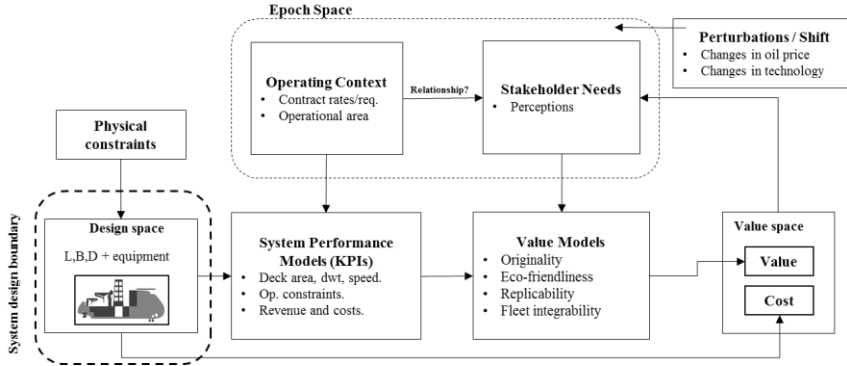 Epoch Space
Perturbations / Shift
• Changes in oil price
• Changes in technology
Operating Context
• Contract rates/req.
• Operational area
Relationship?
Stakeholder Needs
• Perceptions
Physical
constraints
System design boundary
Design space
L,B,D + equipment
System Performance
Models (KPIs)
• Deck area, dwt, speed.
• Op. constraints.
• Revenue and costs.
Value Models
• Originality
• Eco-friendliness
• Replicability
• Fleet integrability
Value space
Value
Cost